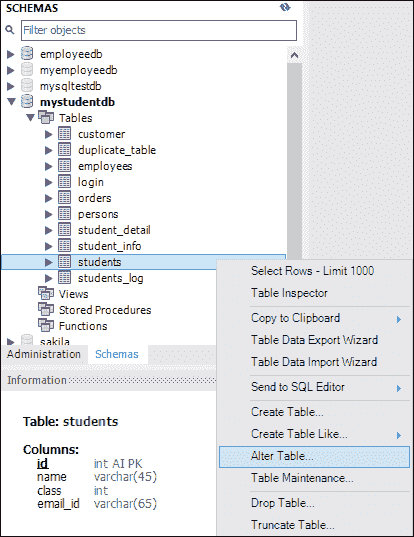 SCHEMAS
Filter objects
employeedb
myemployeedb
mysqltestdb
mystudentdb
Tables
customer
duplicate_table
employees
login
orders
persons
student_detail
student_info
students
students_log
Views
Stored Procedures
Functions
sakila
Administration Schemas
Information
Table: students
Columns:
id int AI PK
name varchar(45)
class int
email_id varchar(65)
Select Rows - Limit 1000
Table Inspector
Copy to Clipboard
Table Data Export Wizard
Table Data Import Wizard
Send to SQL Editor
Create Table...
Create Table Like...
Alter Table...
Table Maintenance...
Drop Table...
Truncate Table...